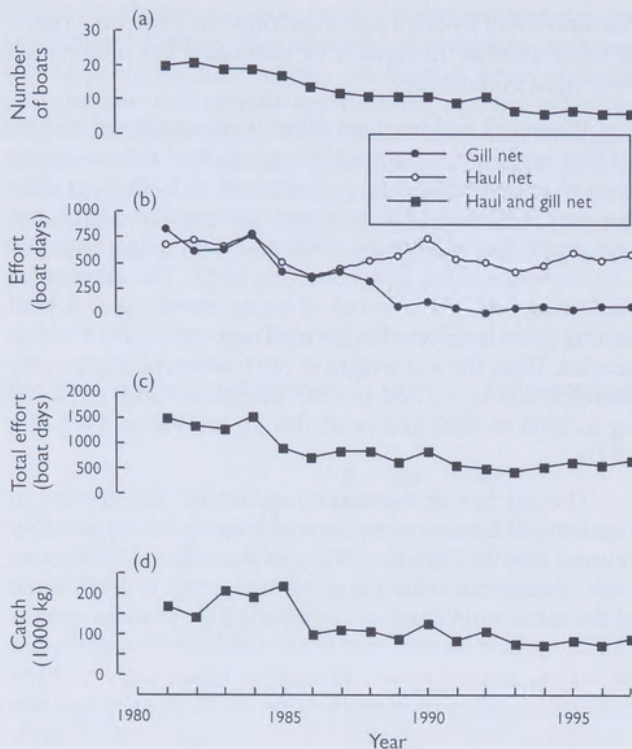 (a)
Number
of boats
30
20
10
0
Gill net
Haul net
Haul and gill net
(b)
Effort
(boat days)
1000
750
500
250
0
(c)
Total effort
(boat days)
2000
1500
1000
500
0
(d)
Catch
(1000 kg)
200
100
0
1980
1985
1990
1995
Year